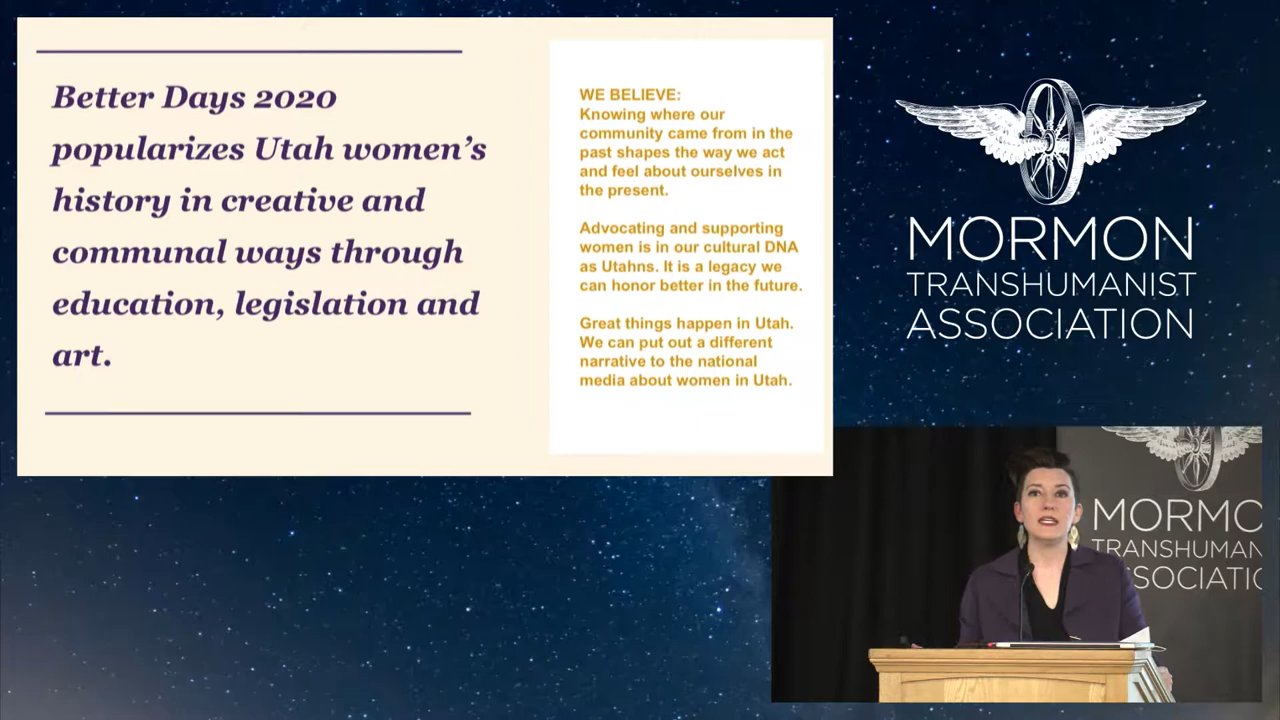 Better Days 2020
popularizes Utah women's
history in creative and
communal ways through
education, legislation and
art.
WE BELIEVE:
Knowing where our
community came from in the
past shapes the way we act
and feel about ourselves in
the present.
Advocating and supporting
women is in our cultural DNA
as Utahns. It is a legacy we
can honor better in the future.
Great things happen in Utah.
We can put out a different
narrative to the national
media about women in Utah.
MORMON
TRANSHUMANIST
ASSOCIATION
MORMO
TRANSHUMAN
SOCIATIO